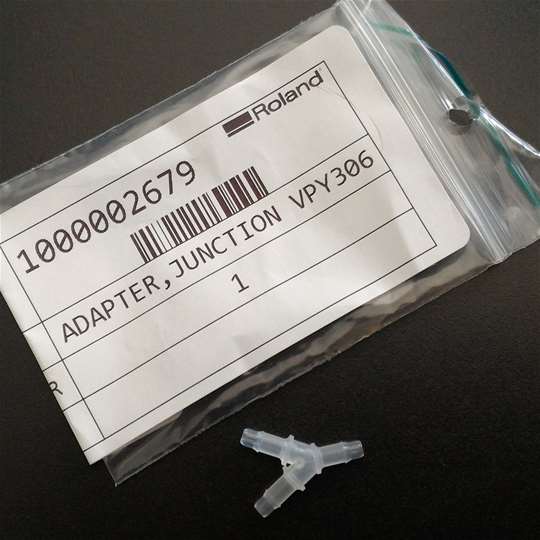 Roland
1000002679
ADAPTER,JUNCTION VPY306
1
R